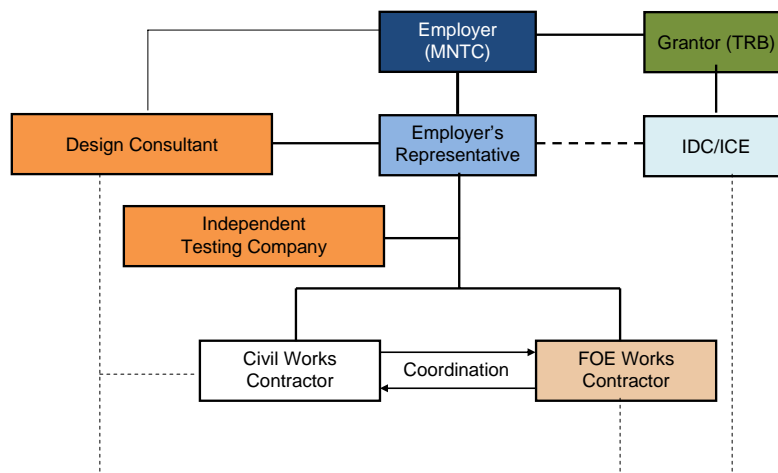 Employer
(MNTC)
Grantor (TRB)
Design Consultant
Employer's
Representative
IDC/ICE
Independent
Testing Company
Civil Works
Contractor
Coordination
FOE Works
Contractor